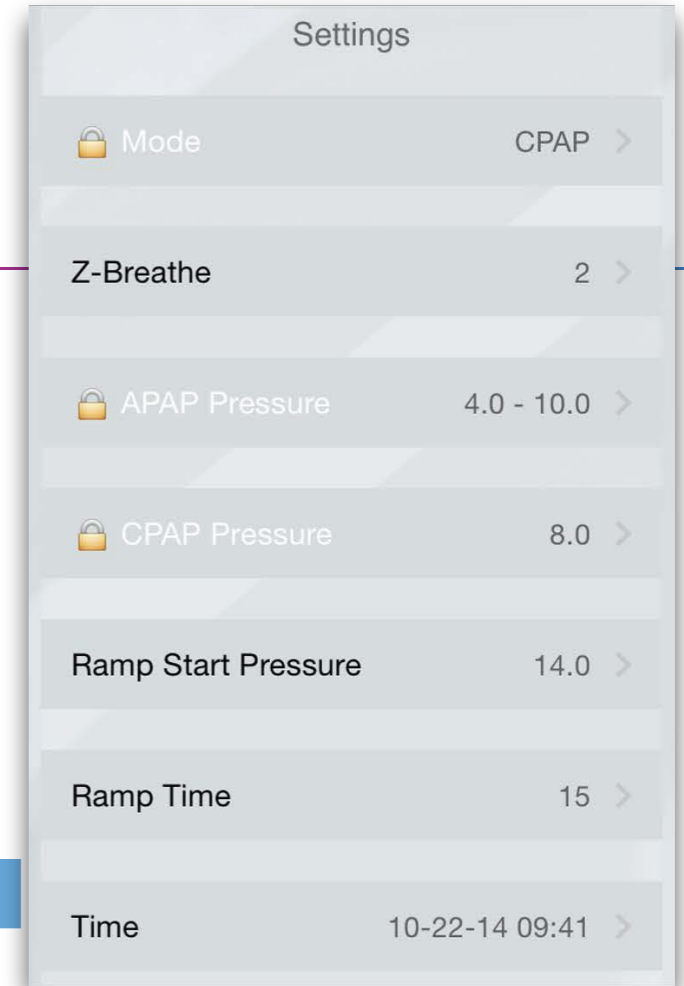 Settings
Mode CPAP
Z-Breathe 2
APAP Pressure 4.0 - 10.0
CPAP Pressure 8.0
Ramp Start Pressure 14.0
Ramp Time 15
Time 10-22-14 09:41